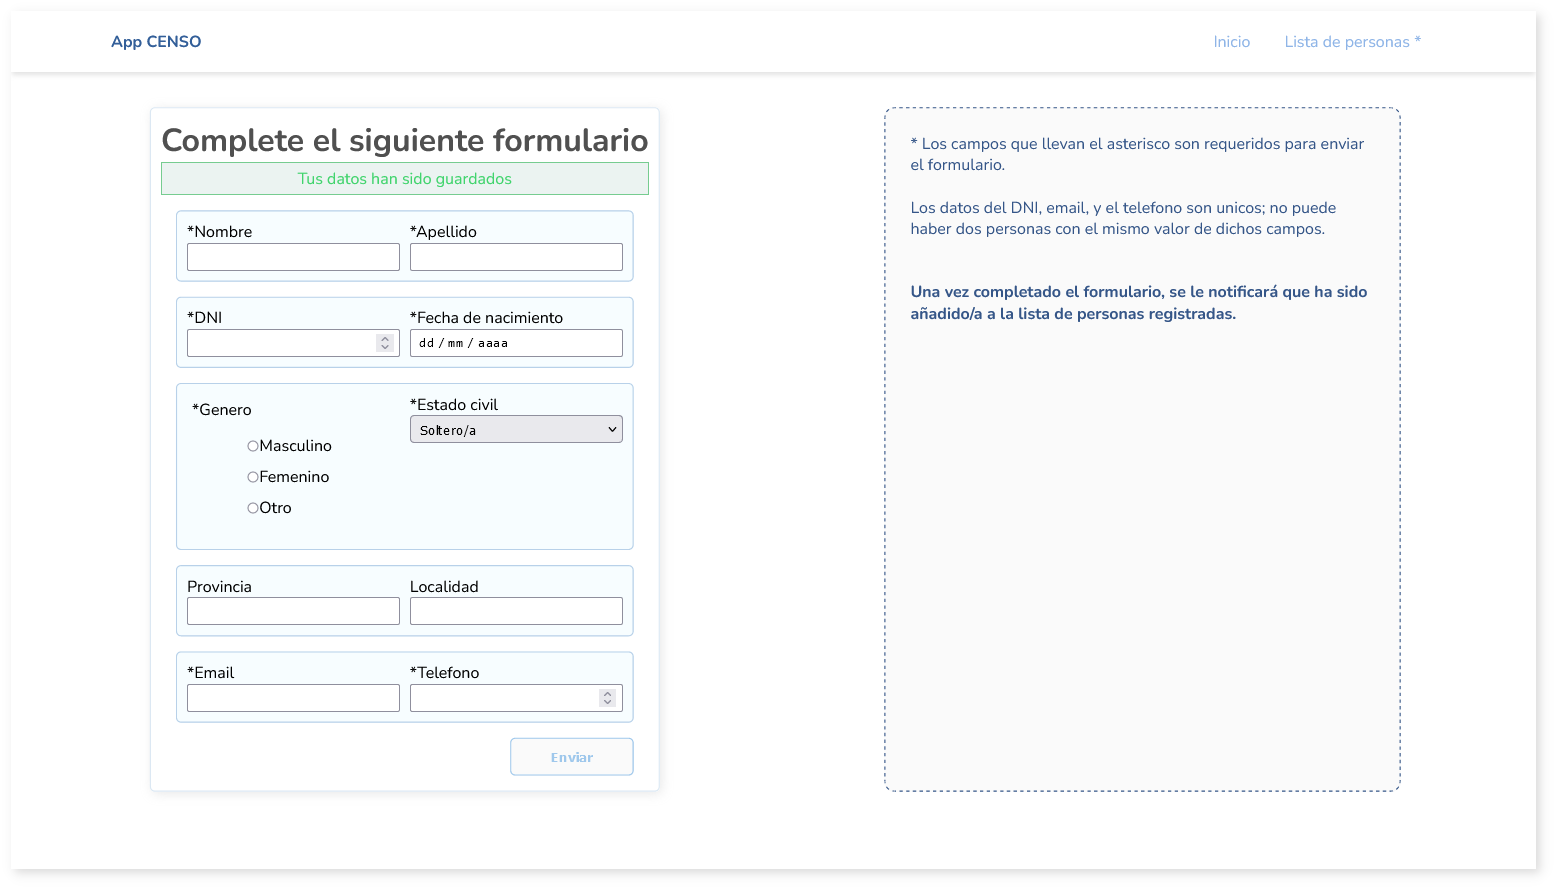 App CENSO
Inicio
Lista de personas *
Complete el siguiente formulario
Tus datos han sido guardados
*Nombre
*Apellido
*DNI
*Fecha de nacimiento
dd / mm / aaaa
*Genero
*Estado civil
Soltero/a
Masculino
Femenino
Otro
Provincia
Localidad
*Email
*Telefono
Enviar
* Los campos que llevan el asterisco son requeridos para enviar
el formulario.
Los datos del DNI, email, y el telefono son unicos; no puede
haber dos personas con el mismo valor de dichos campos.
Una vez completado el formulario, se le notificará que ha sido
añadido/a a la lista de personas registradas.